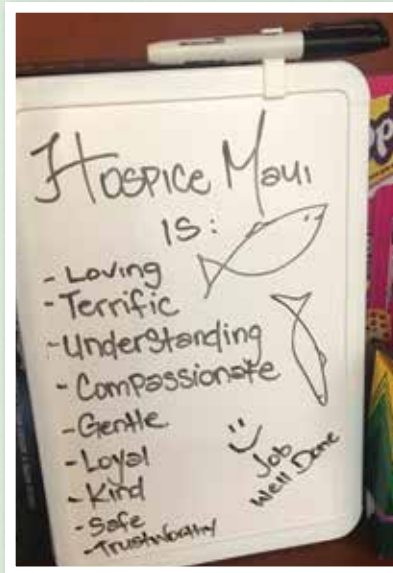 Hospice Maui
is:
- Loving
- Terrific
- Understanding
- Compassionate
- Gentle
- Loyal
- Kind
- Safe
- Trustworthy
Job
Well Done